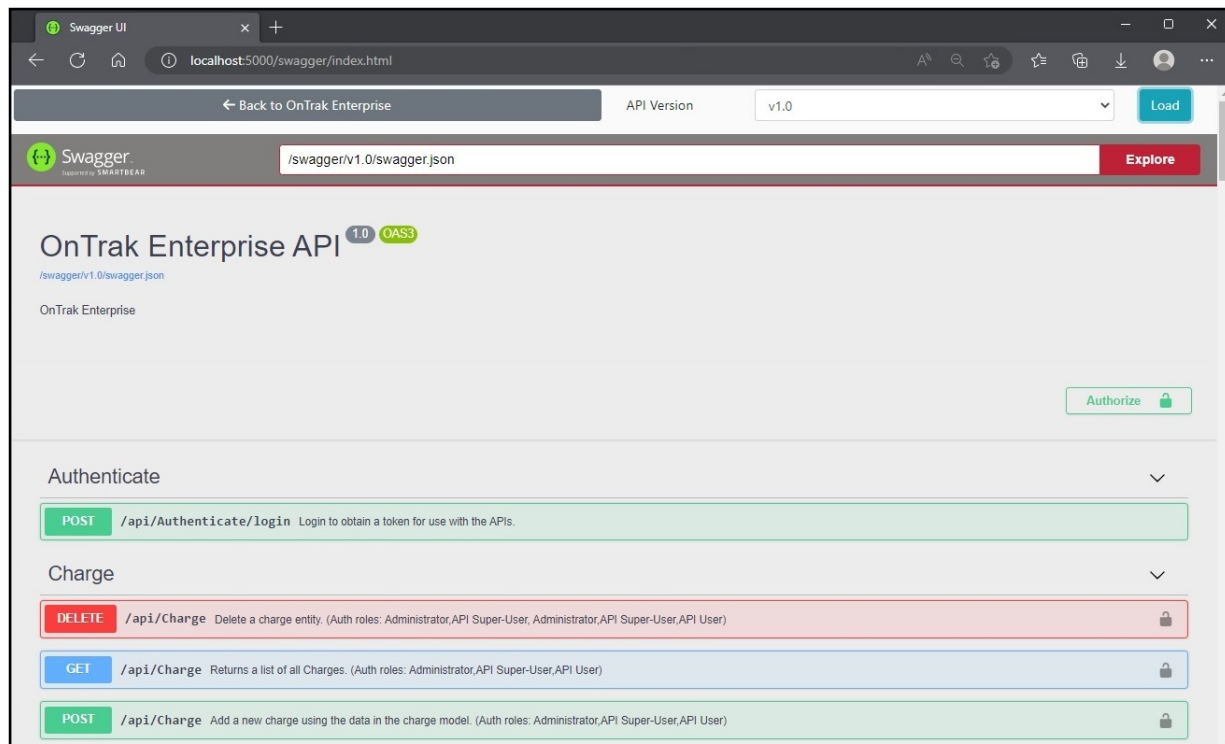 Swagger UI
localhost:5000/swagger/index.html
← Back to OnTrak Enterprise API Version v1.0 Load
Swagger. /swagger/v1.0/swagger.json Explore
Supported by SMARTBEAR
OnTrak Enterprise API 1.0 OAS3
/swagger/v1.0/swagger.json
OnTrak Enterprise
Authorize
Authenticate
POST /api/Authenticate/login Login to obtain a token for use with the APIs.
Charge
DELETE /api/Charge Delete a charge entity. (Auth roles: Administrator,API Super-User, Administrator,API Super-User,API User)
GET /api/Charge Returns a list of all Charges. (Auth roles: Administrator,API Super-User,API User)
POST /api/Charge Add a new charge using the data in the charge model. (Auth roles: Administrator,API Super-User,API User)